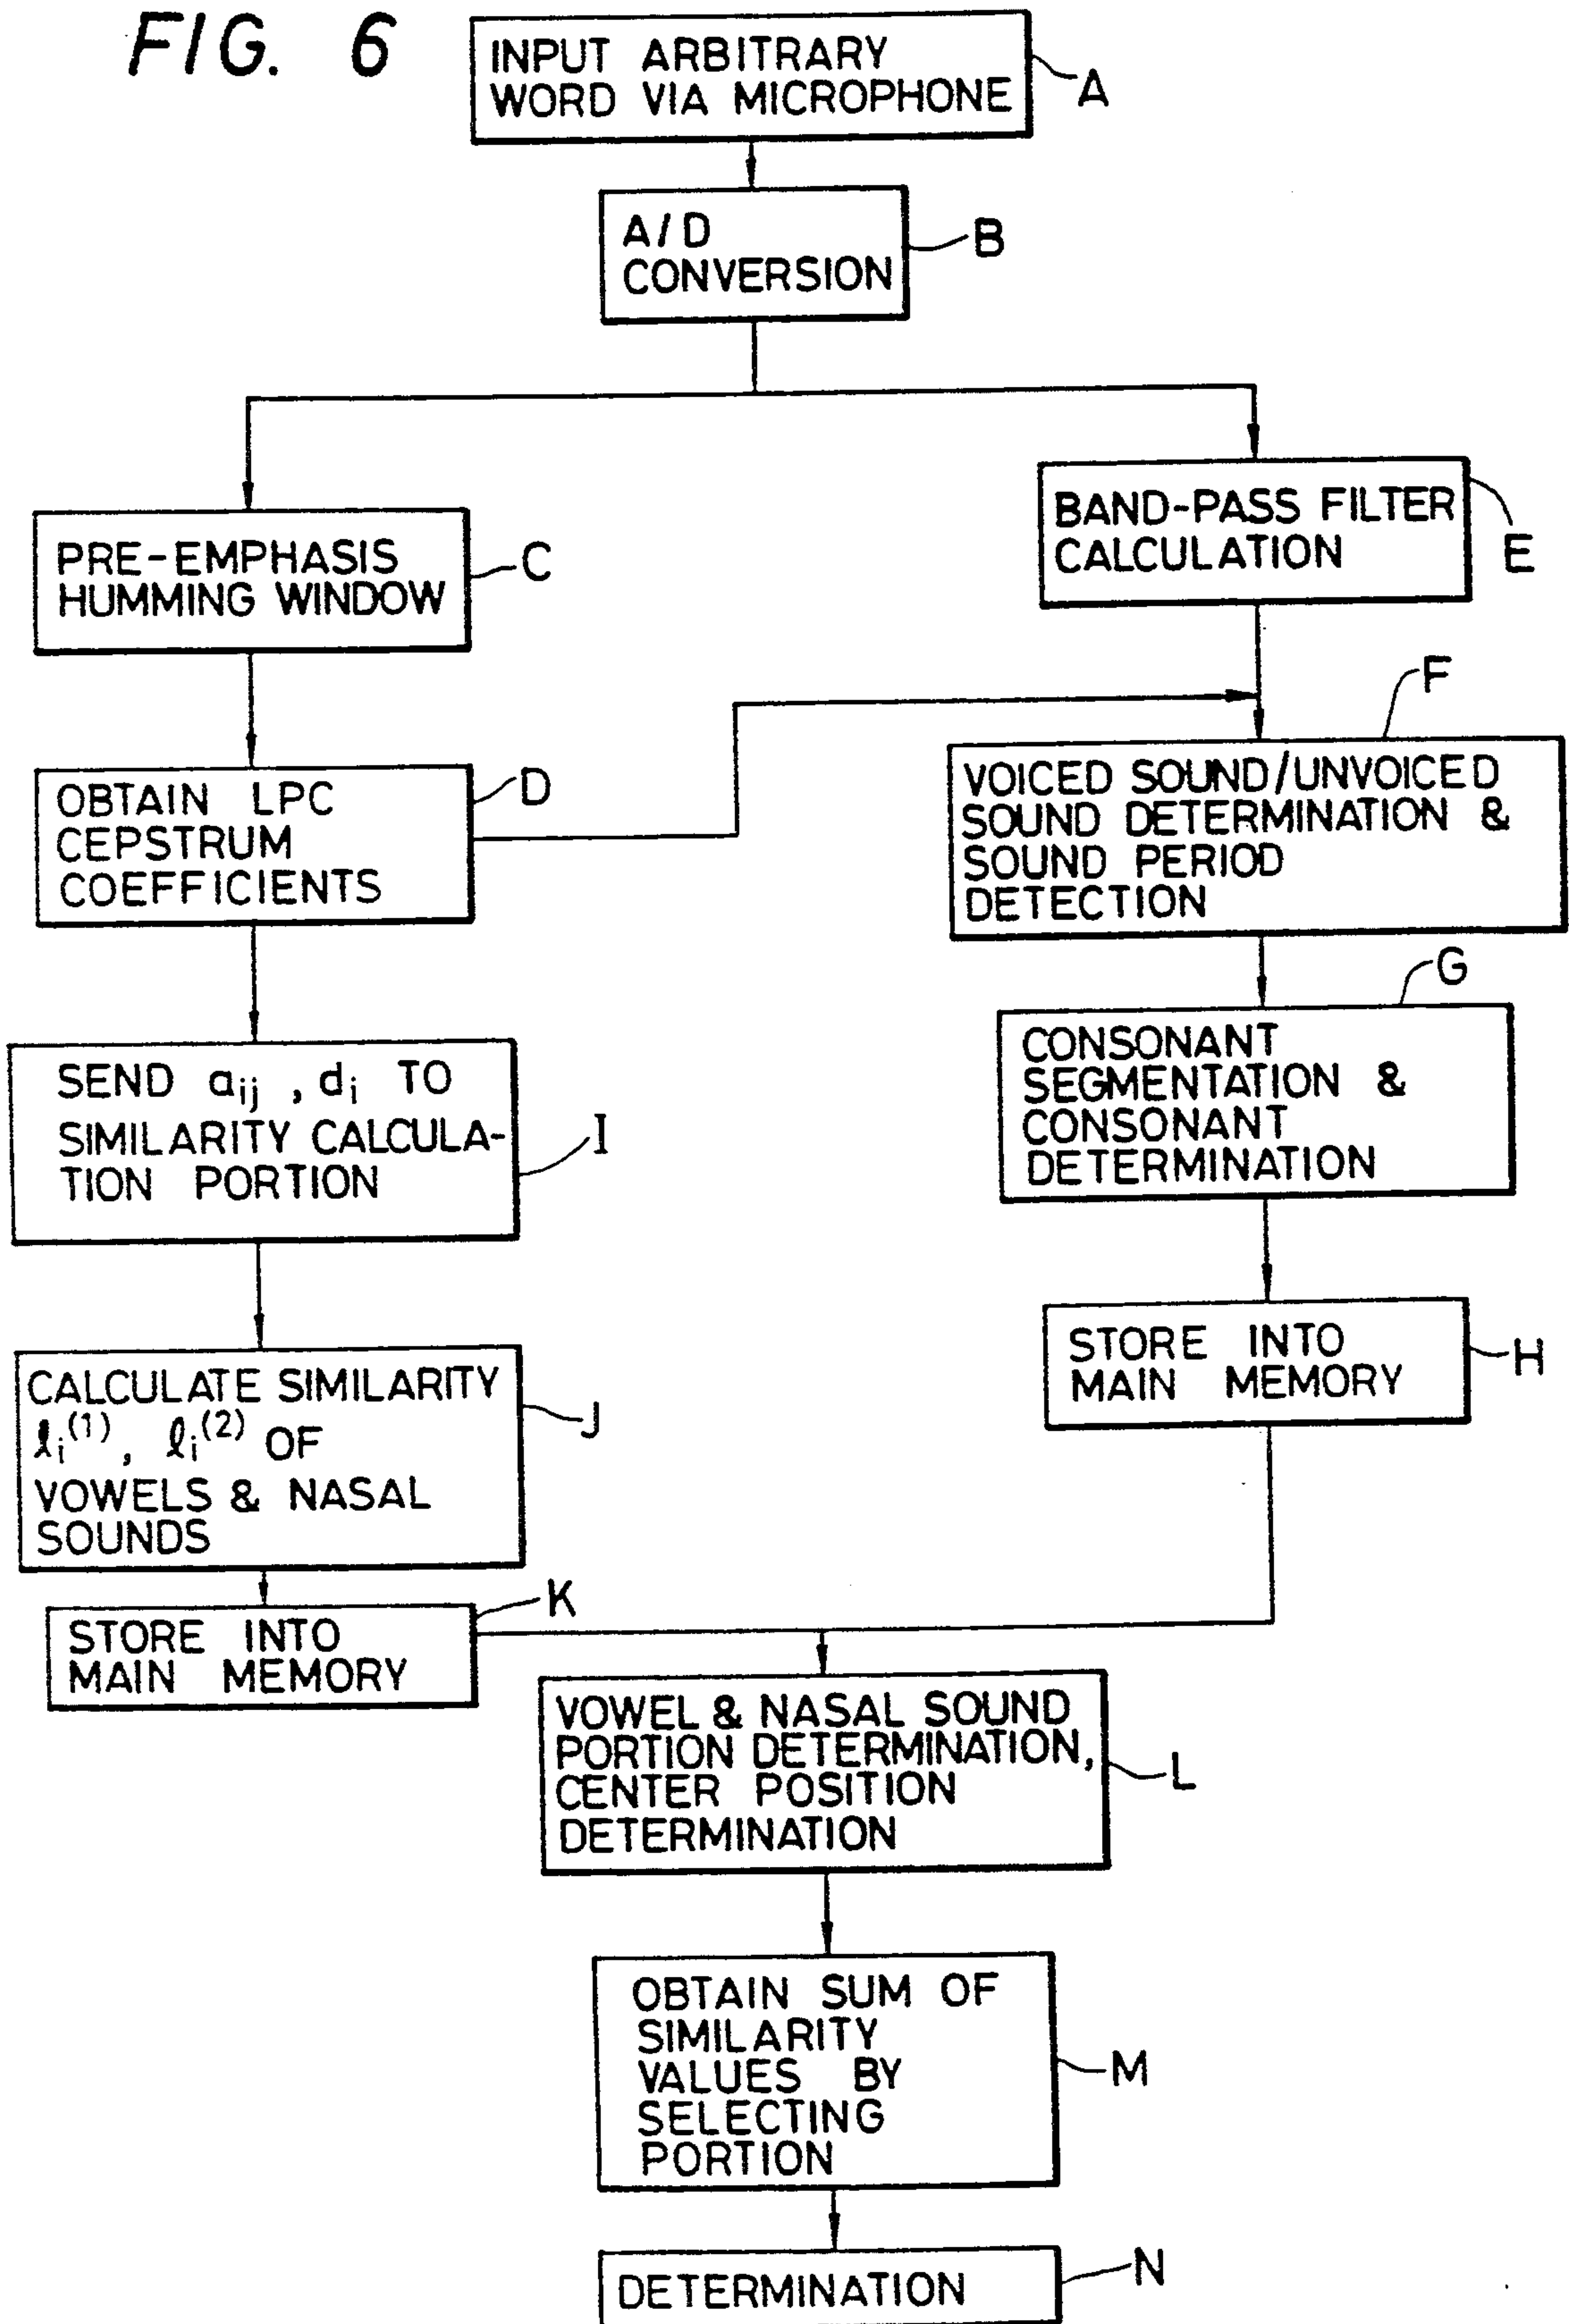 FIG. 6
INPUT ARBITRARY
WORD VIA MICROPHONE
A
A/D
CONVERSION
B
PRE-EMPHASIS
HUMMING WINDOW
C
BAND-PASS FILTER
CALCULATION
E
OBTAIN LPC
CEPSTRUM
COEFFICIENTS
D
F
VOICED SOUND/UNVOICED
SOUND DETERMINATION &
SOUND PERIOD
DETECTION
G
CONSONANT
SEGMENTATION &
CONSONANT
DETERMINATION
SEND aij , di TO
SIMILARITY CALCULA-
TION PORTION
I
STORE INTO
MAIN MEMORY
H
CALCULATE SIMILARITY
ℓi(1), ℓi(2) OF
VOWELS & NASAL
SOUNDS
J
STORE INTO
MAIN MEMORY
K
VOWEL & NASAL SOUND
PORTION DETERMINATION,
CENTER POSITION
DETERMINATION
L
OBTAIN SUM OF
SIMILARITY
VALUES BY
SELECTING
PORTION
M
DETERMINATION
N